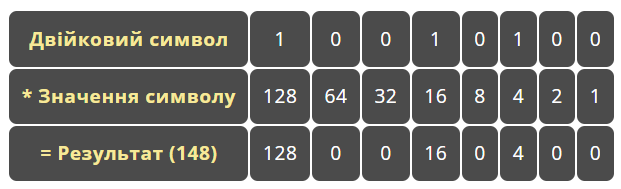 Двійковий символ 1 0 0 1 0 1 0 0
* Значення символу 128 64 32 16 8 4 2 1
= Результат (148) 128 0 0 16 0 4 0 0